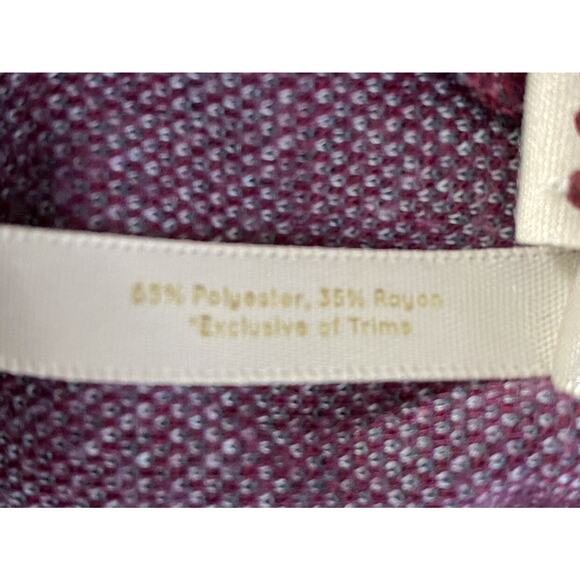 65% Polyester, 35% Rayon
*Exclusive of Trims